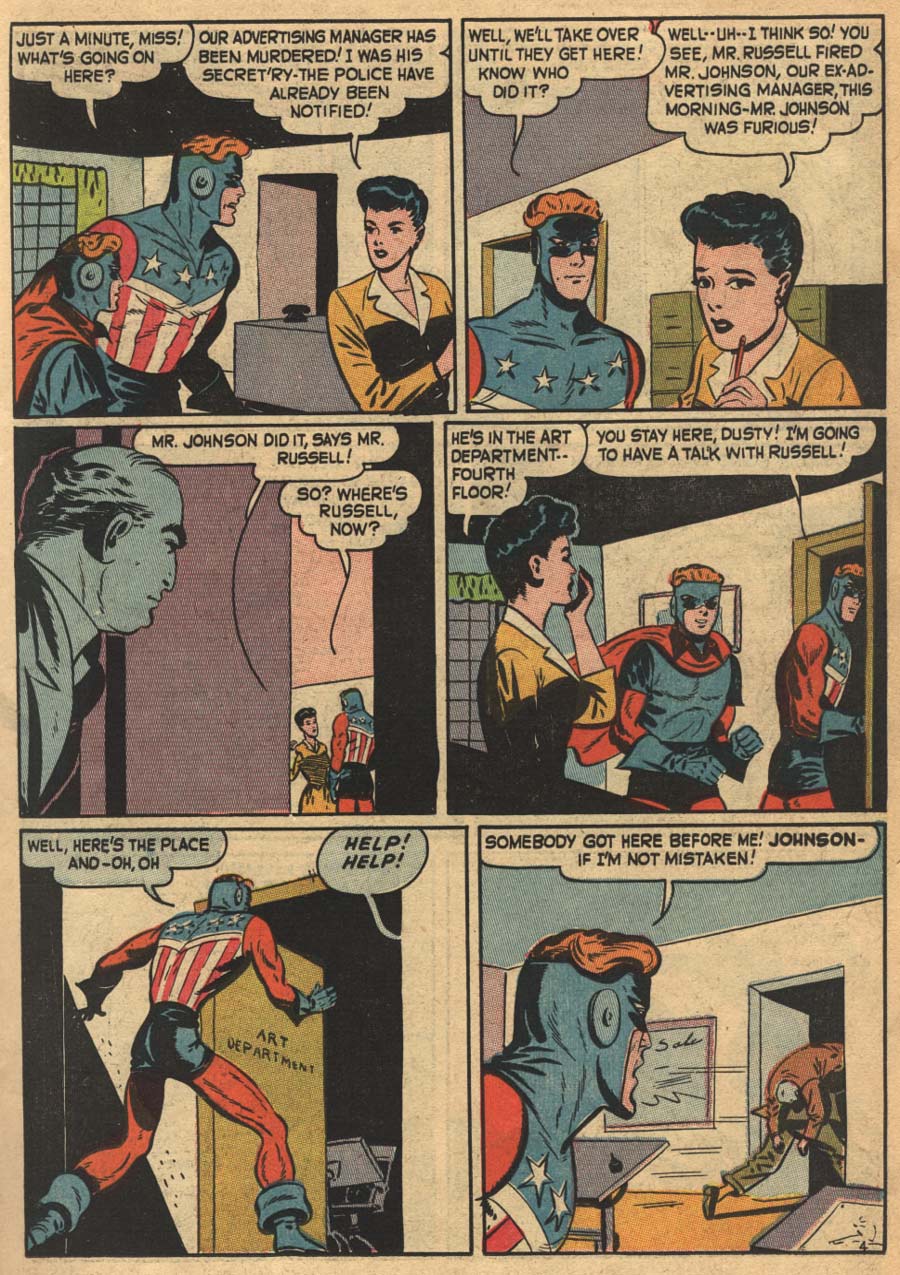 JUST A MINUTE, MISS!
WHAT'S GOING ON
HERE?
OUR ADVERTISING MANAGER HAS
BEEN MURDERED! I WAS HIS
SECRET'RY-THE POLICE HAVE
ALREADY BEEN
NOTIFIED!
WELL, WE'LL TAKE OVER
UNTIL THEY GET HERE!
KNOW WHO
DID IT?
WELL--UH--I THINK SO! YOU
SEE, MR. RUSSELL FIRED
MR. JOHNSON, OUR EX-AD-
VERTISING MANAGER, THIS
MORNING-MR. JOHNSON
WAS FURIOUS!
MR. JOHNSON DID IT, SAYS MR.
RUSSELL!
SO? WHERE'S
RUSSELL,
NOW?
HE'S IN THE ART
DEPARTMENT--
FOURTH
FLOOR!
YOU STAY HERE, DUSTY! I'M GOING
TO HAVE A TALK WITH RUSSELL!
WELL, HERE'S THE PLACE
AND-OH, OH
HELP!
HELP!
ART
DEPARTMENT
SOMEBODY GOT HERE BEFORE ME! JOHNSON-
IF I'M NOT MISTAKEN!
Sale
4